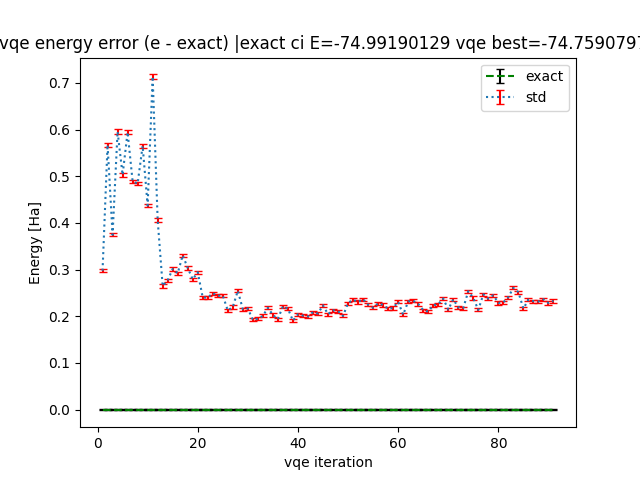 vqe energy error (e - exact) |exact ci E=-74.99190129 vqe best=-74.7590797
exact
std
Energy [Ha]
0.7
0.6
0.5
0.4
0.3
0.2
0.1
0.0
0 20 40 60 80
vqe iteration